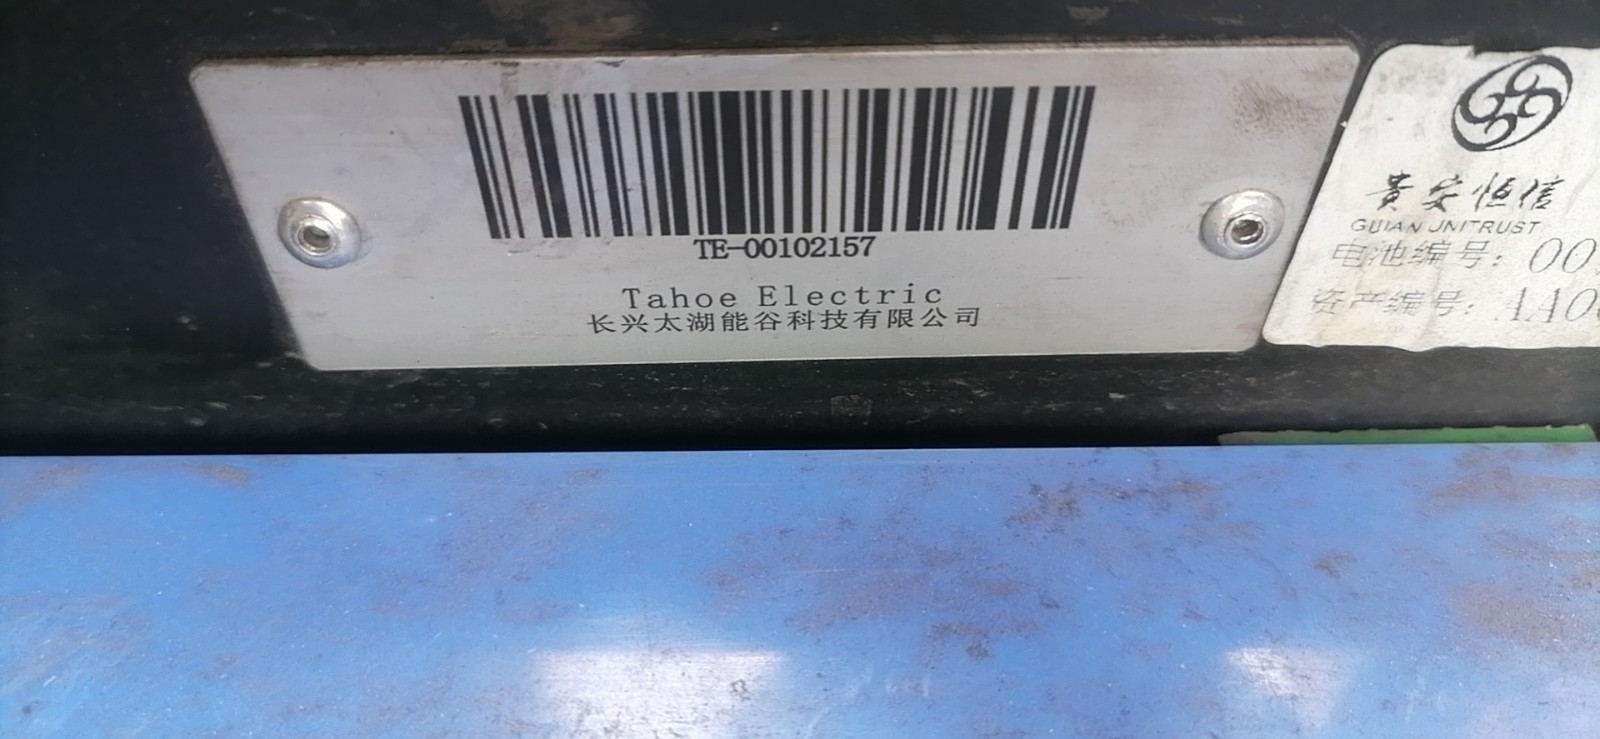 TE-00102157
Tahoe Electric
长兴太湖能谷科技有限公司
贵安恒信
GUIAN UNITRUST
电池编号：00
资产编号：AA0